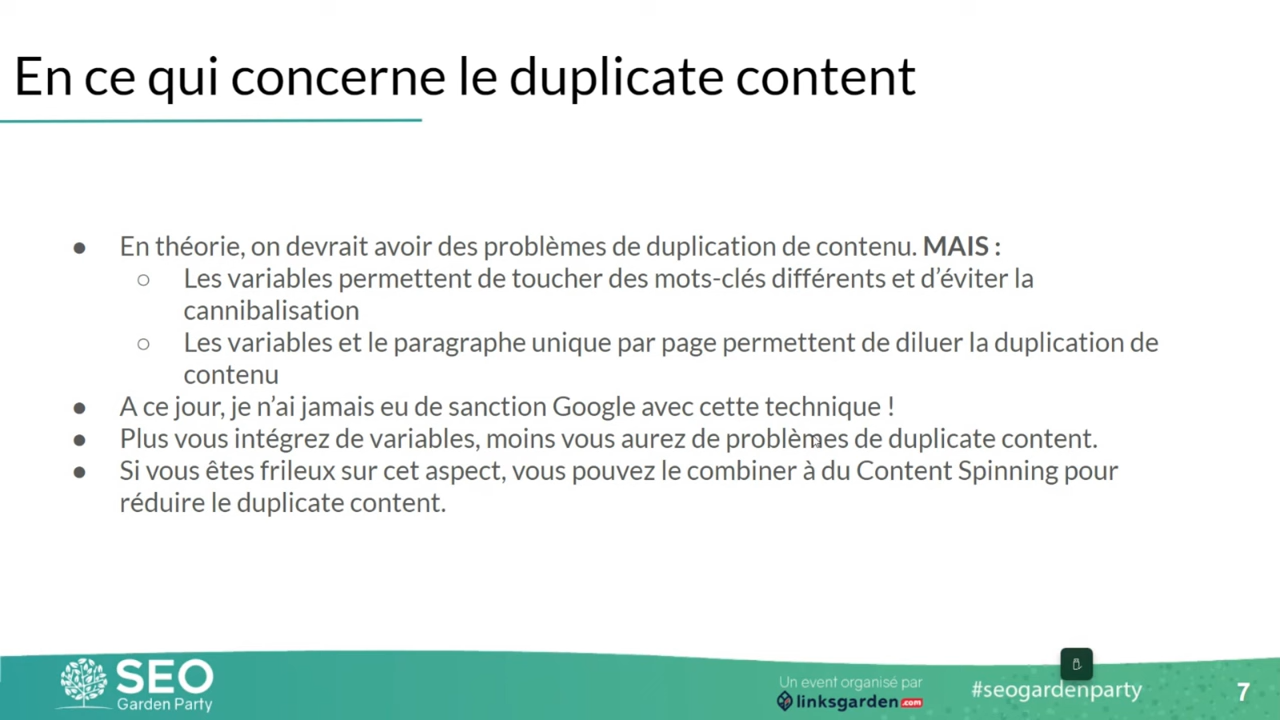 En ce qui concerne le duplicate content
● En théorie, on devrait avoir des problèmes de duplication de contenu. MAIS :
○ Les variables permettent de toucher des mots-clés différents et d’éviter la
cannibalisation
○ Les variables et le paragraphe unique par page permettent de diluer la duplication de
contenu
● A ce jour, je n’ai jamais eu de sanction Google avec cette technique !
● Plus vous intégrez de variables, moins vous aurez de problèmes de duplicate content.
● Si vous êtes frileux sur cet aspect, vous pouvez le combiner à du Content Spinning pour
réduire le duplicate content.
SEO
Garden Party
Un event organisé par
linksgarden.com
#seogardenparty
7